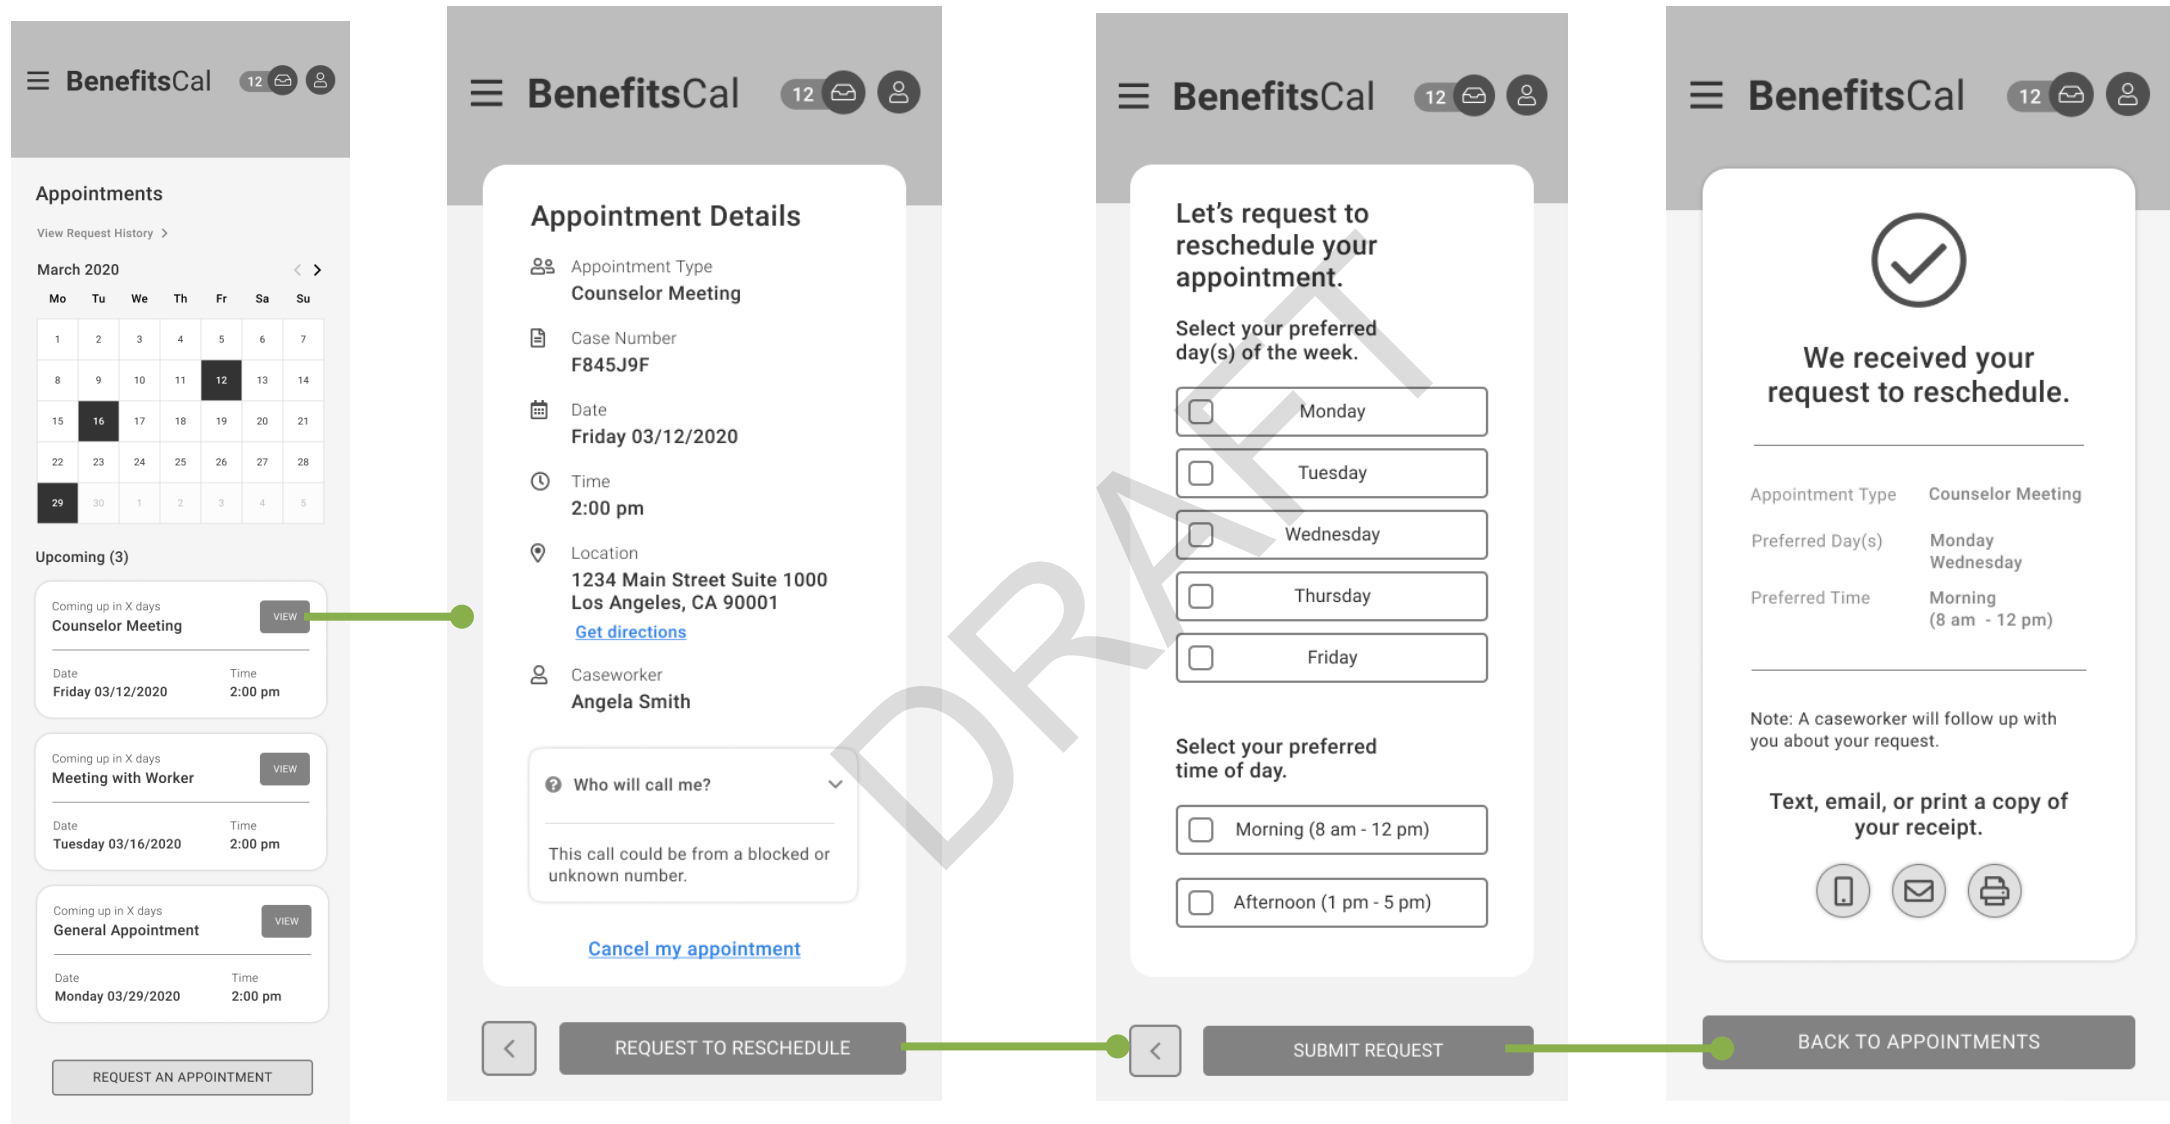 BenefitsCal
12
Appointments
View Request History
March 2020
Mo Tu We Th Fr Sa Su
1 2 3 4 5 6 7
8 9 10 11 12 13 14
15 16 17 18 19 20 21
22 23 24 25 26 27 28
29 30 1 2 3 4 5
Upcoming (3)
Coming up in X days
Counselor Meeting
VIEW
Date Time
Friday 03/12/2020 2:00 pm
Coming up in X days
Meeting with Worker
VIEW
Date Time
Tuesday 03/16/2020 2:00 pm
Coming up in X days
General Appointment
VIEW
Date Time
Monday 03/29/2020 2:00 pm
REQUEST AN APPOINTMENT
BenefitsCal
12
Appointment Details
Appointment Type
Counselor Meeting
Case Number
F845J9F
Date
Friday 03/12/2020
Time
2:00 pm
Location
1234 Main Street Suite 1000
Los Angeles, CA 90001
Get directions
Caseworker
Angela Smith
Who will call me?
This call could be from a blocked or
unknown number.
Cancel my appointment
REQUEST TO RESCHEDULE
BenefitsCal
12
Let's request to
reschedule your
appointment.
Select your preferred
day(s) of the week.
Monday
Tuesday
Wednesday
Thursday
Friday
Select your preferred
time of day.
Morning (8 am - 12 pm)
Afternoon (1 pm - 5 pm)
SUBMIT REQUEST
BenefitsCal
12
We received your
request to reschedule.
Appointment Type Counselor Meeting
Preferred Day(s) Monday
Wednesday
Preferred Time Morning
(8 am - 12 pm)
Note: A caseworker will follow up with
you about your request.
Text, email, or print a copy of
your receipt.
BACK TO APPOINTMENTS
DRAFT